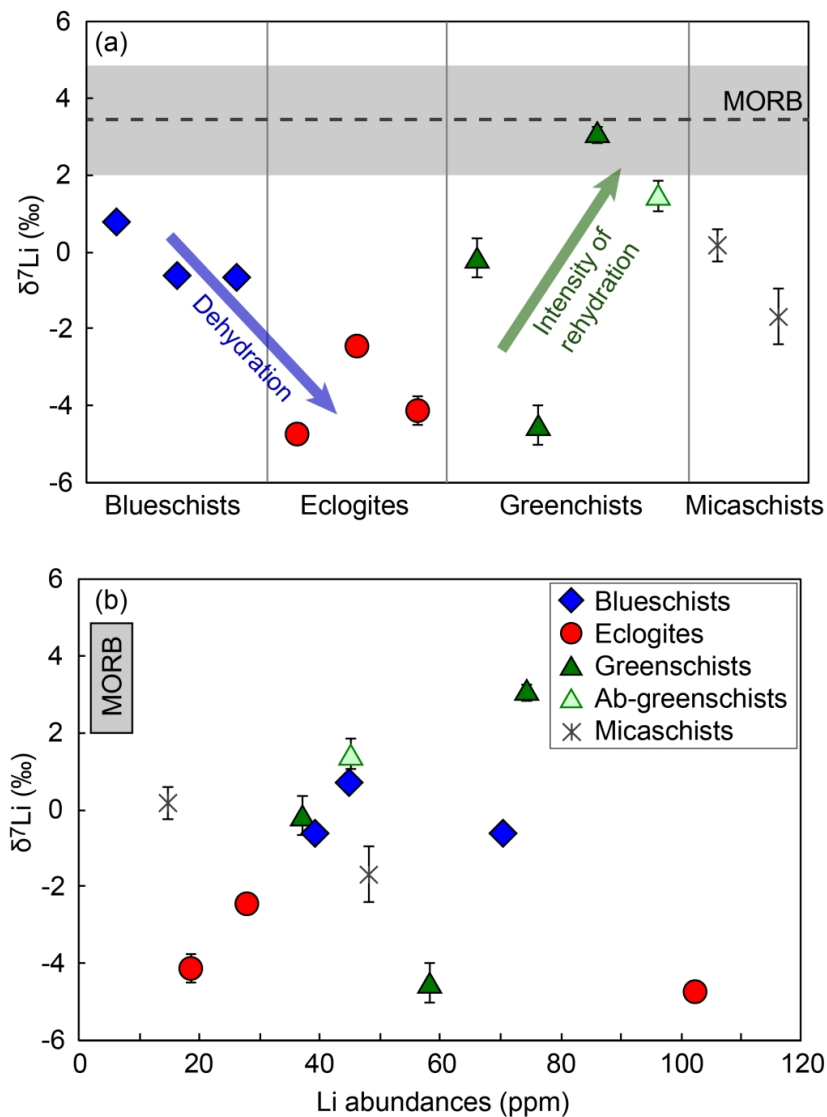 6
(a)
4
MORB
2
δ⁷Li (‰)
0
Dehydration
Intensity of
rehydration
-2
-4
-6
Blueschists Eclogites Greenchists Micaschists
6
(b)
Blueschists
4
MORB
Eclogites
Greenschists
2
Ab-greenschists
Micaschists
δ⁷Li (‰)
0
-2
-4
-6
0 20 40 60 80 100 120
Li abundances (ppm)